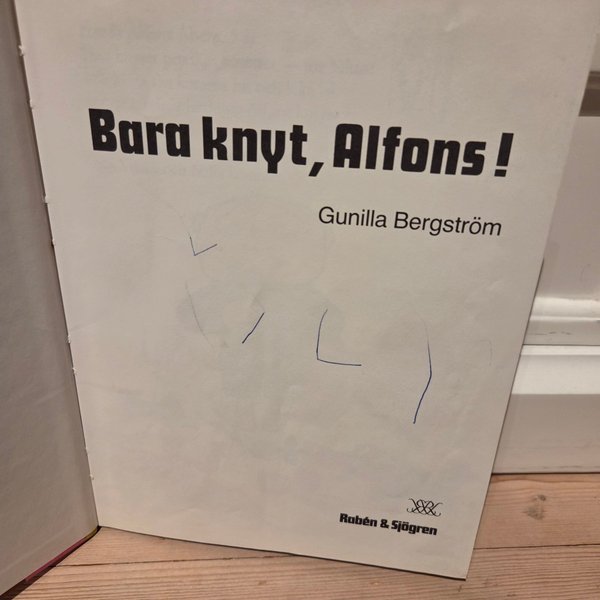 Bara knyt, Alfons!
Gunilla Bergström
Rabén & Sjögren